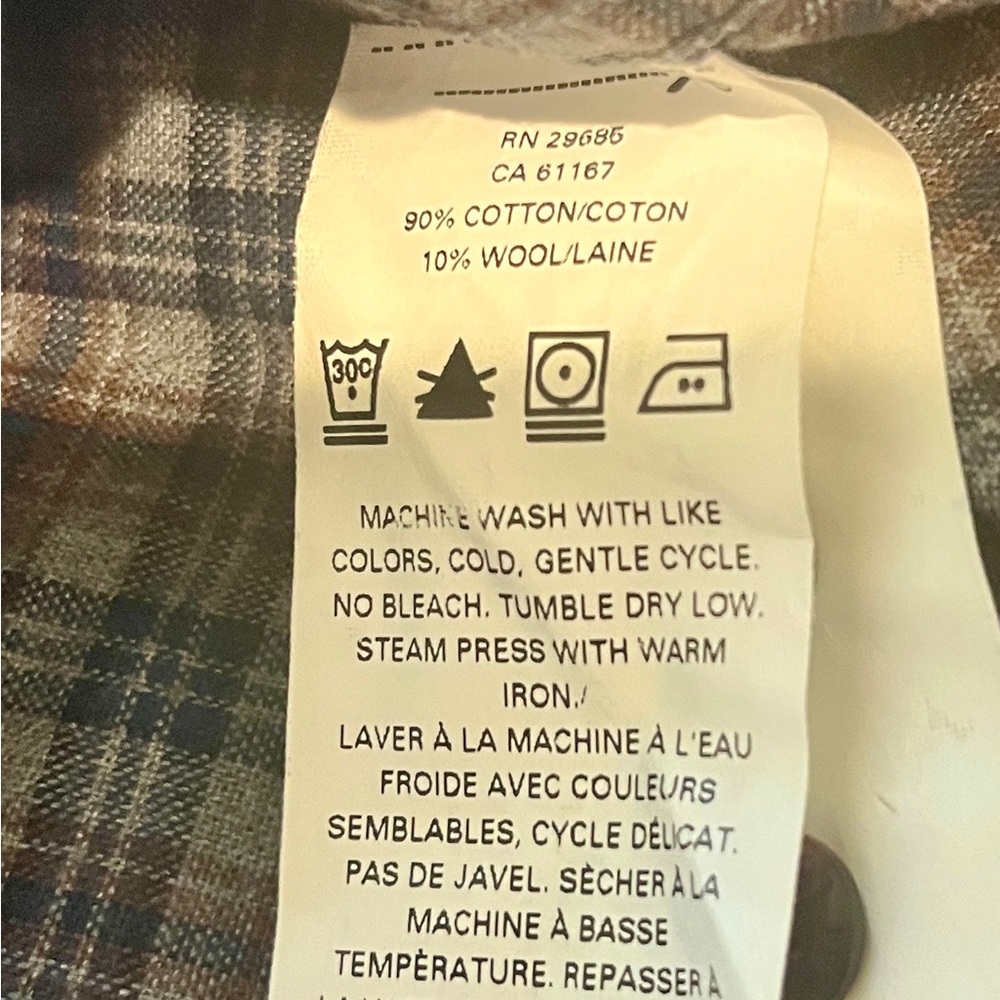 RN 29685
CA 61167
90% COTTON/COTON
10% WOOL/LAINE
30C
MACHINE WASH WITH LIKE
COLORS, COLD, GENTLE CYCLE.
NO BLEACH. TUMBLE DRY LOW.
STEAM PRESS WITH WARM
IRON./
LAVER À LA MACHINE À L'EAU
FROIDE AVEC COULEURS
SEMBLABLES, CYCLE DÉLICAT.
PAS DE JAVEL. SÈCHER À LA
MACHINE À BASSE
TEMPÈRATURE. REPASSER À